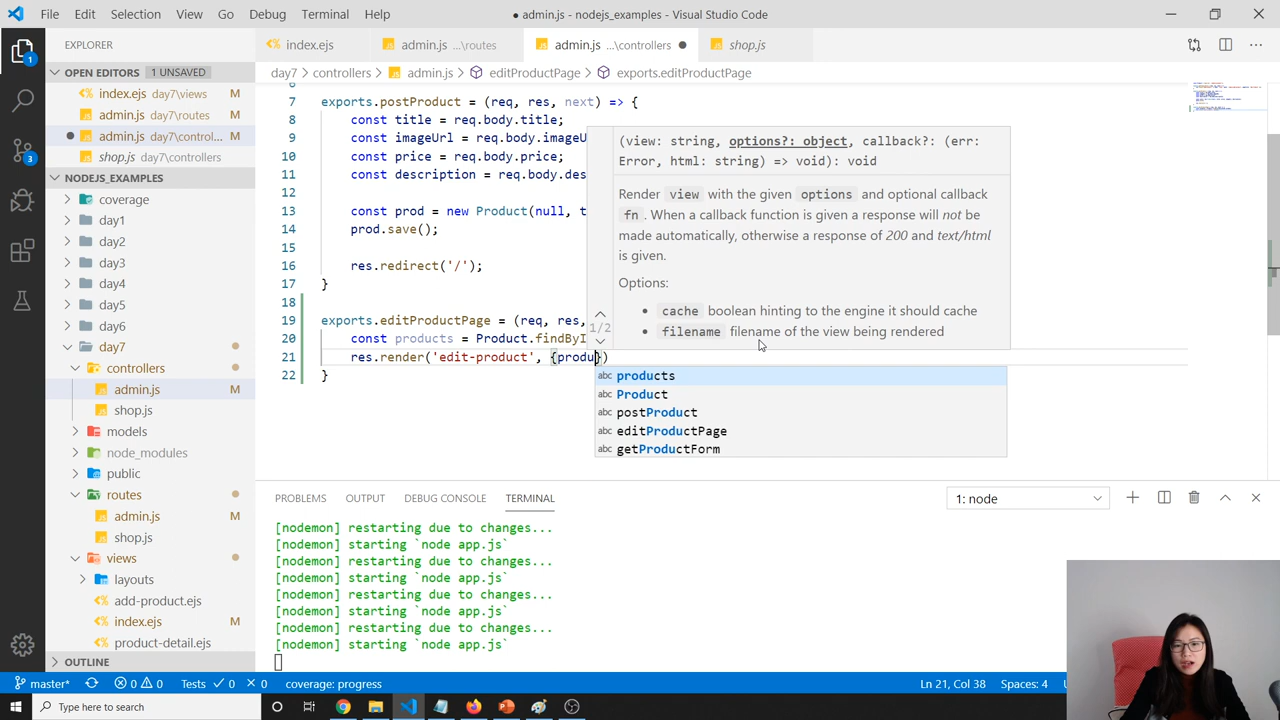 File Edit Selection View Go Debug Terminal Help
● admin.js - nodejs_examples - Visual Studio Code
EXPLORER
index.ejs
admin.js ...\routes
admin.js ...\controllers
shop.js
OPEN EDITORS 1 UNSAVED
day7 › controllers › admin.js › editProductPage › exports.editProductPage
index.ejs day7\views M
admin.js day7\routes M
admin.js day7\control... M
shop.js day7\controllers
NODEJS_EXAMPLES
coverage
day1
day2
day3
day4
day5
day6
day7
controllers
admin.js M
shop.js
models
node_modules
public
routes
admin.js M
shop.js
views
layouts
add-product.ejs
index.ejs M
product-detail.ejs
OUTLINE
6
7 exports.postProduct = (req, res, next) => {
8 const title = req.body.title;
9 const imageUrl = req.body.imageU
10 const price = req.body.price;
11 const description = req.body.des
12
13 const prod = new Product(null, t
14 prod.save();
15
16 res.redirect('/');
17 }
18
19 exports.editProductPage = (req, res,
20 const products = Product.findByI
21 res.render('edit-product', {produ})
22 }
(view: string, options?: object, callback?: (err:
Error, html: string) => void): void
Render view with the given options and optional callback
fn . When a callback function is given a response will not be
made automatically, otherwise a response of 200 and text/html
is given.
Options:
• cache boolean hinting to the engine it should cache
• filename filename of the view being rendered
1/2
abc products
abc Product
abc postProduct
abc editProductPage
abc getProductForm
PROBLEMS OUTPUT DEBUG CONSOLE TERMINAL
1: node
[nodemon] restarting due to changes...
[nodemon] starting `node app.js`
[nodemon] restarting due to changes...
[nodemon] starting `node app.js`
[nodemon] restarting due to changes...
[nodemon] starting `node app.js`
[nodemon] restarting due to changes...
[nodemon] starting `node app.js`
master* 0 0 Tests 0 0 coverage: progress
Ln 21, Col 38 Spaces: 4
Type here to search
1
3